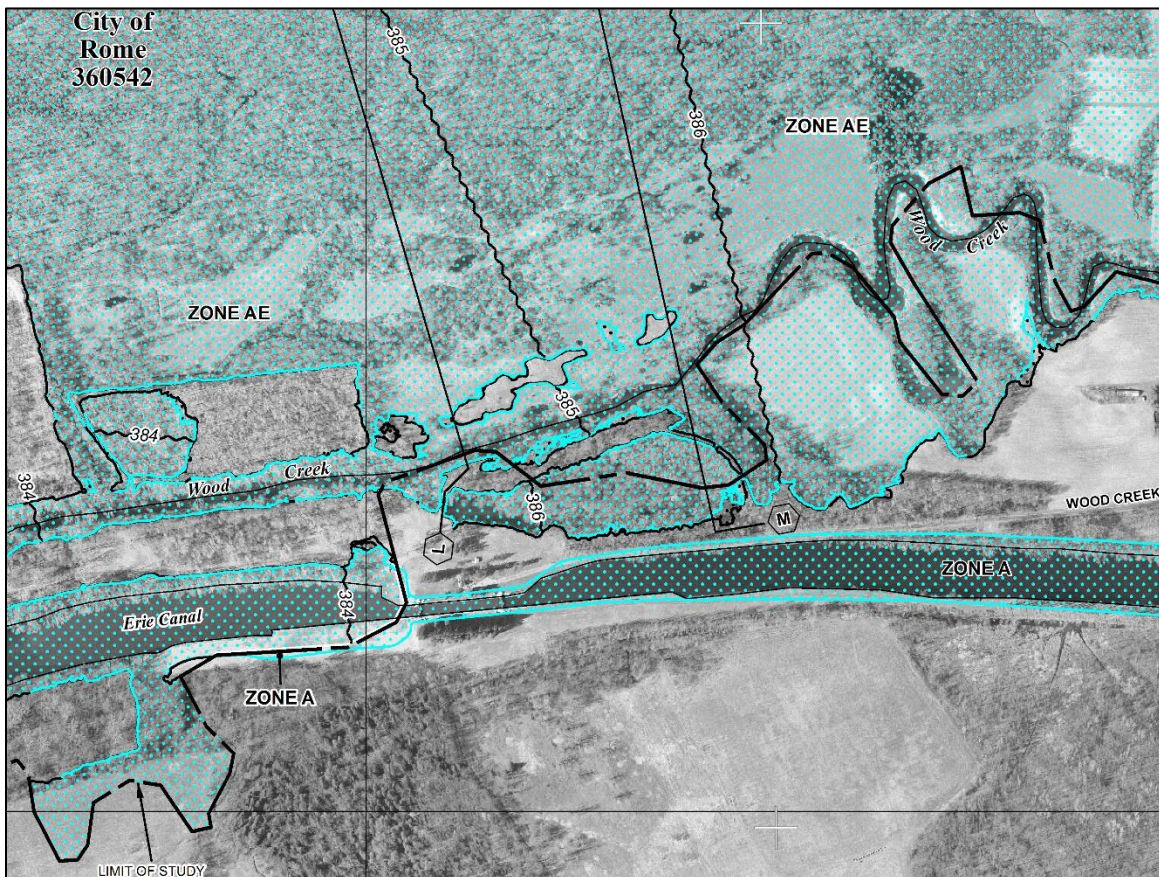 City of
Rome
360542
385
386
ZONE AE
Wood
Creek
ZONE AE
384
385
Creek
Wood
384
386
L
M
WOOD CREEK
ZONE A
384
Erie Canal
ZONE A
LIMIT OF STUDY